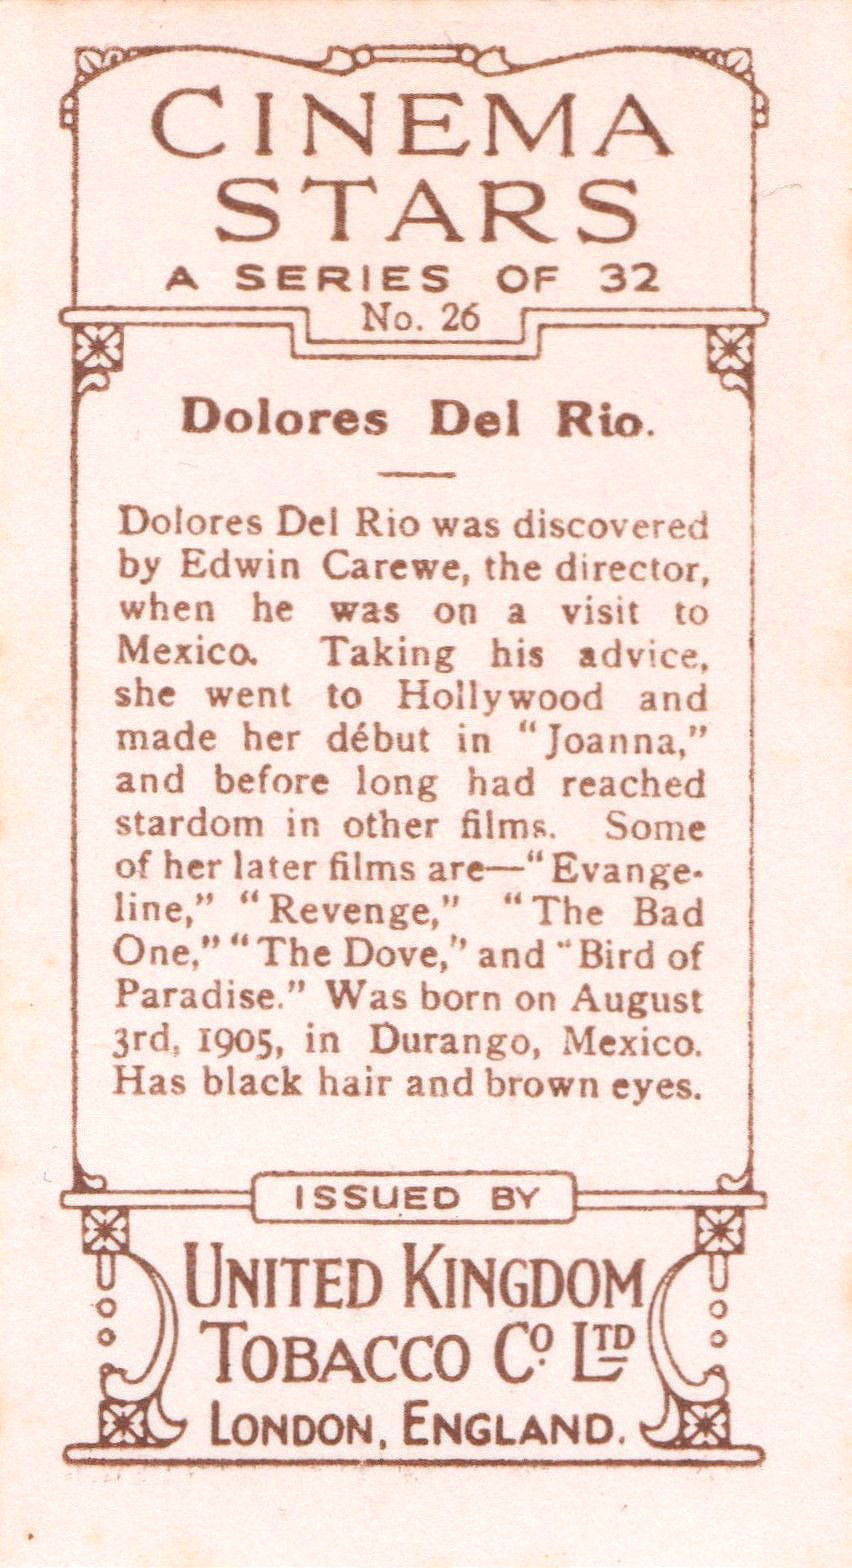 CINEMA
STARS
A SERIES OF 32
No. 26
Dolores Del Rio.
Dolores Del Rio was discovered
by Edwin Carewe, the director,
when he was on a visit to
Mexico. Taking his advice,
she went to Hollywood and
made her début in "Joanna,"
and before long had reached
stardom in other films. Some
of her later films are—"Evange-
line," "Revenge," "The Bad
One," "The Dove," and "Bird of
Paradise." Was born on August
3rd, 1905, in Durango, Mexico.
Has black hair and brown eyes.
ISSUED BY
UNITED KINGDOM
TOBACCO CO. LTD
LONDON, ENGLAND.